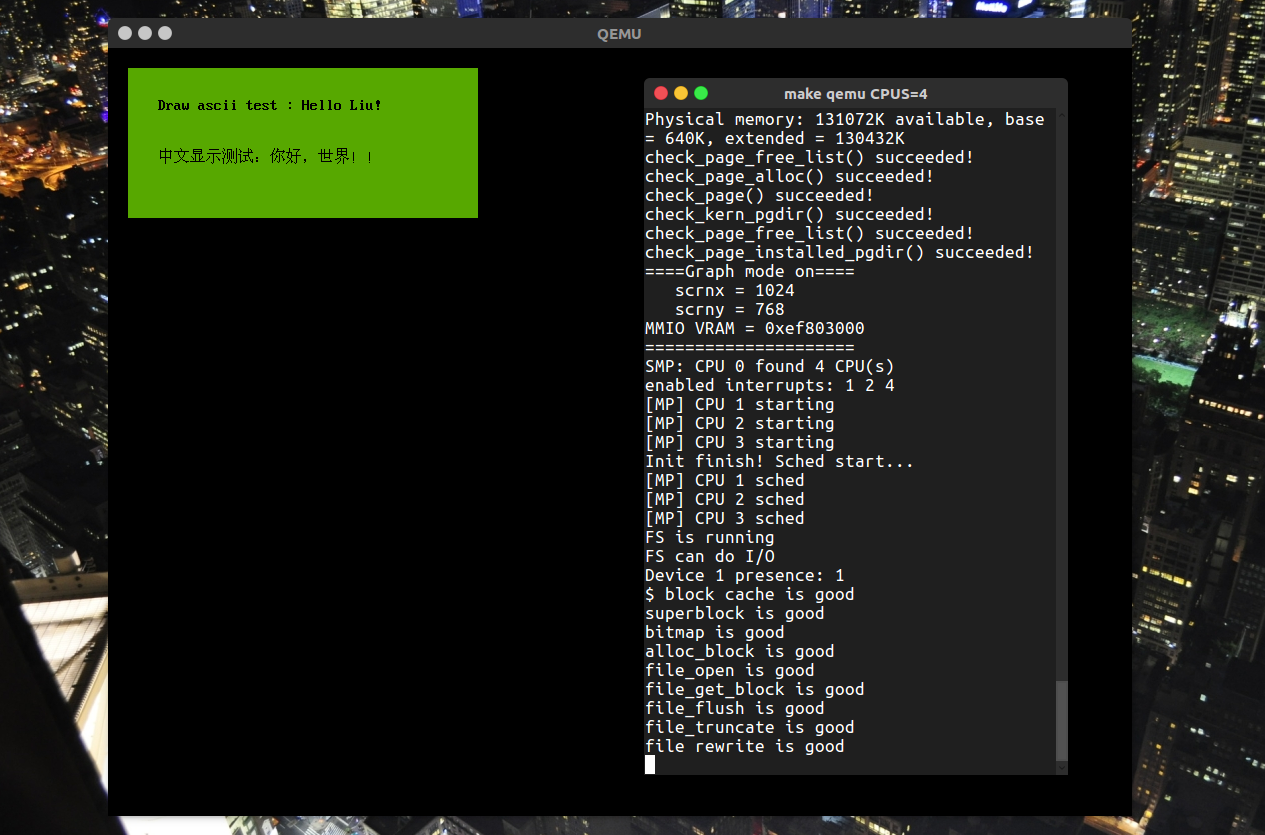 QEMU
Draw ascii test : Hello Liu!
中文显示测试：你好，世界！！
make qemu CPUS=4
Physical memory: 131072K available, base
= 640K, extended = 130432K
check_page_free_list() succeeded!
check_page_alloc() succeeded!
check_page() succeeded!
check_kern_pgdir() succeeded!
check_page_free_list() succeeded!
check_page_installed_pgdir() succeeded!
====Graph mode on====
   scrnx = 1024
   scrny = 768
MMIO VRAM = 0xef803000
=====================
SMP: CPU 0 found 4 CPU(s)
enabled interrupts: 1 2 4
[MP] CPU 1 starting
[MP] CPU 2 starting
[MP] CPU 3 starting
Init finish! Sched start...
[MP] CPU 1 sched
[MP] CPU 2 sched
[MP] CPU 3 sched
FS is running
FS can do I/O
Device 1 presence: 1
$ block cache is good
superblock is good
bitmap is good
alloc_block is good
file_open is good
file_get_block is good
file_flush is good
file_truncate is good
file rewrite is good